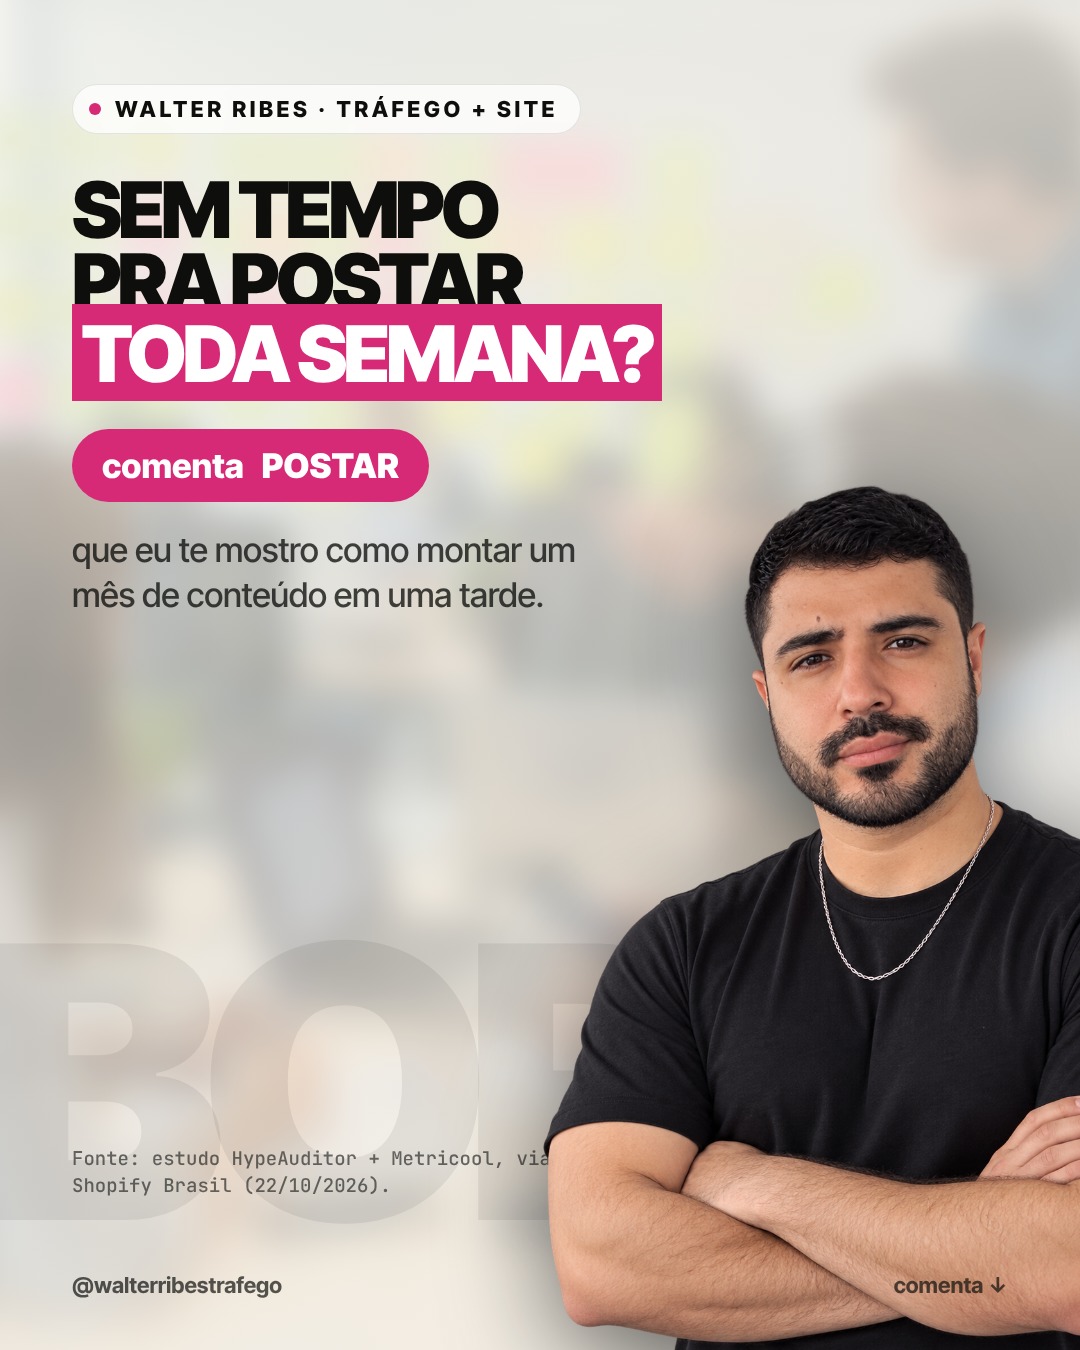 WALTER RIBES · TRÁFEGO + SITE
SEM TEMPO
PRA POSTAR
TODA SEMANA?
comenta POSTAR
que eu te mostro como montar um
mês de conteúdo em uma tarde.
Fonte: estudo HypeAuditor + Metricool, via
Shopify Brasil (22/10/2026).
@walterribestrafego
comenta ↓